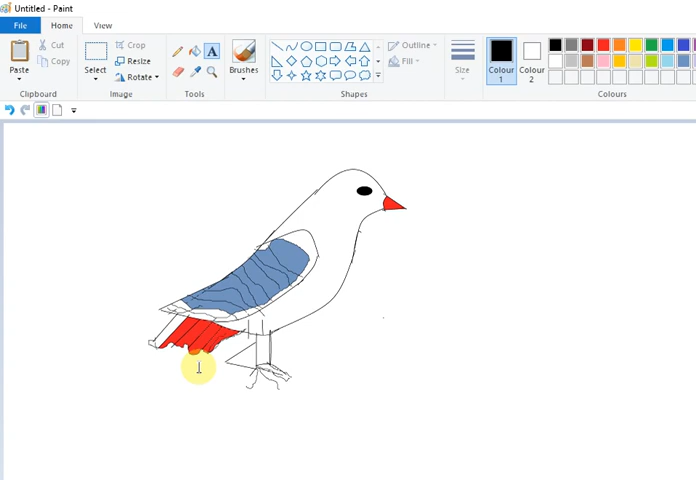 Untitled - Paint
File Home View
Paste Cut Copy Clipboard
Select Crop Resize Rotate Image
A Tools
Brushes
Outline Fill Shapes
Size
Colour 1 Colour 2 Colours